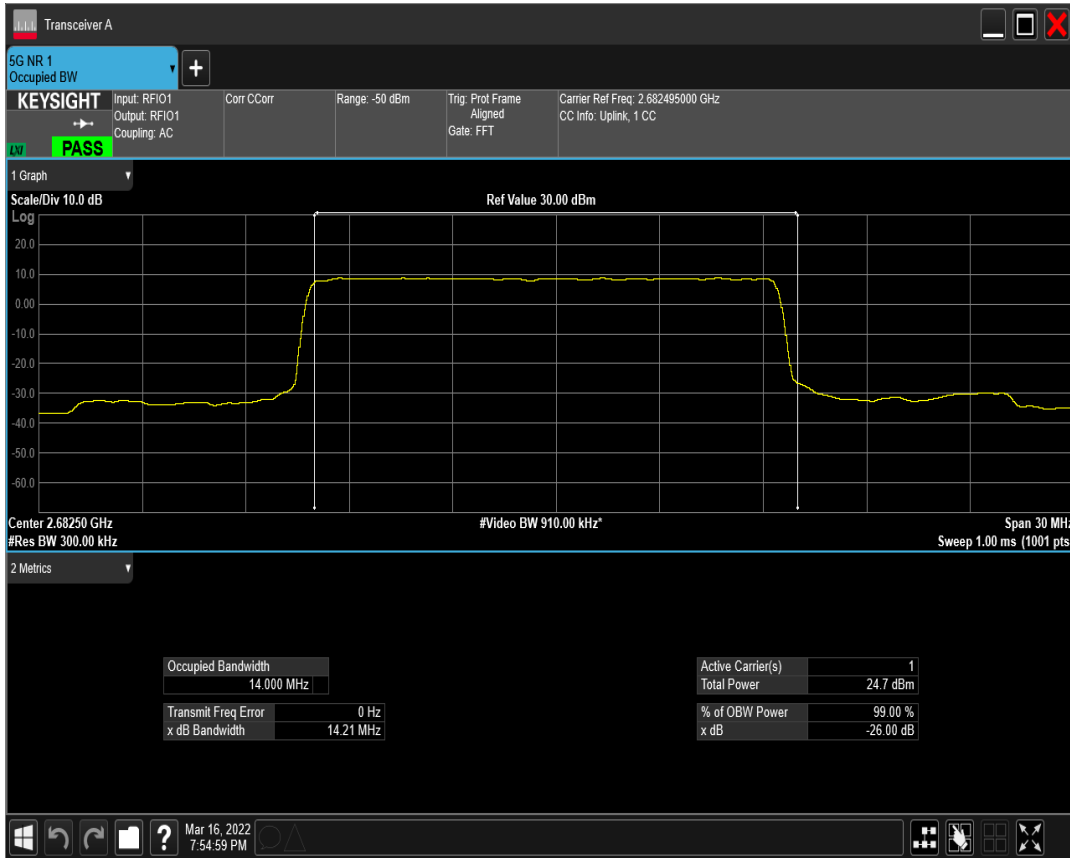 Transceiver A
5G NR 1
Occupied BW
KEYSIGHT
LXI
PASS
Input: RFIO1
Output: RFIO1
Coupling: AC
Corr CCorr
Range: -50 dBm
Trig: Prot Frame
Aligned
Gate: FFT
Carrier Ref Freq: 2.682495000 GHz
CC Info: Uplink, 1 CC
1 Graph
Scale/Div 10.0 dB
Ref Value 30.00 dBm
Log
20.0
10.0
0.00
-10.0
-20.0
-30.0
-40.0
-50.0
-60.0
Center 2.68250 GHz
#Video BW 910.00 kHz*
Span 30 MHz
#Res BW 300.00 kHz
Sweep 1.00 ms (1001 pts
2 Metrics
Occupied Bandwidth
14.000 MHz
Transmit Freq Error 0 Hz
x dB Bandwidth 14.21 MHz
Active Carrier(s) 1
Total Power 24.7 dBm
% of OBW Power 99.00 %
x dB -26.00 dB
?
Mar 16, 2022
7:54:59 PM